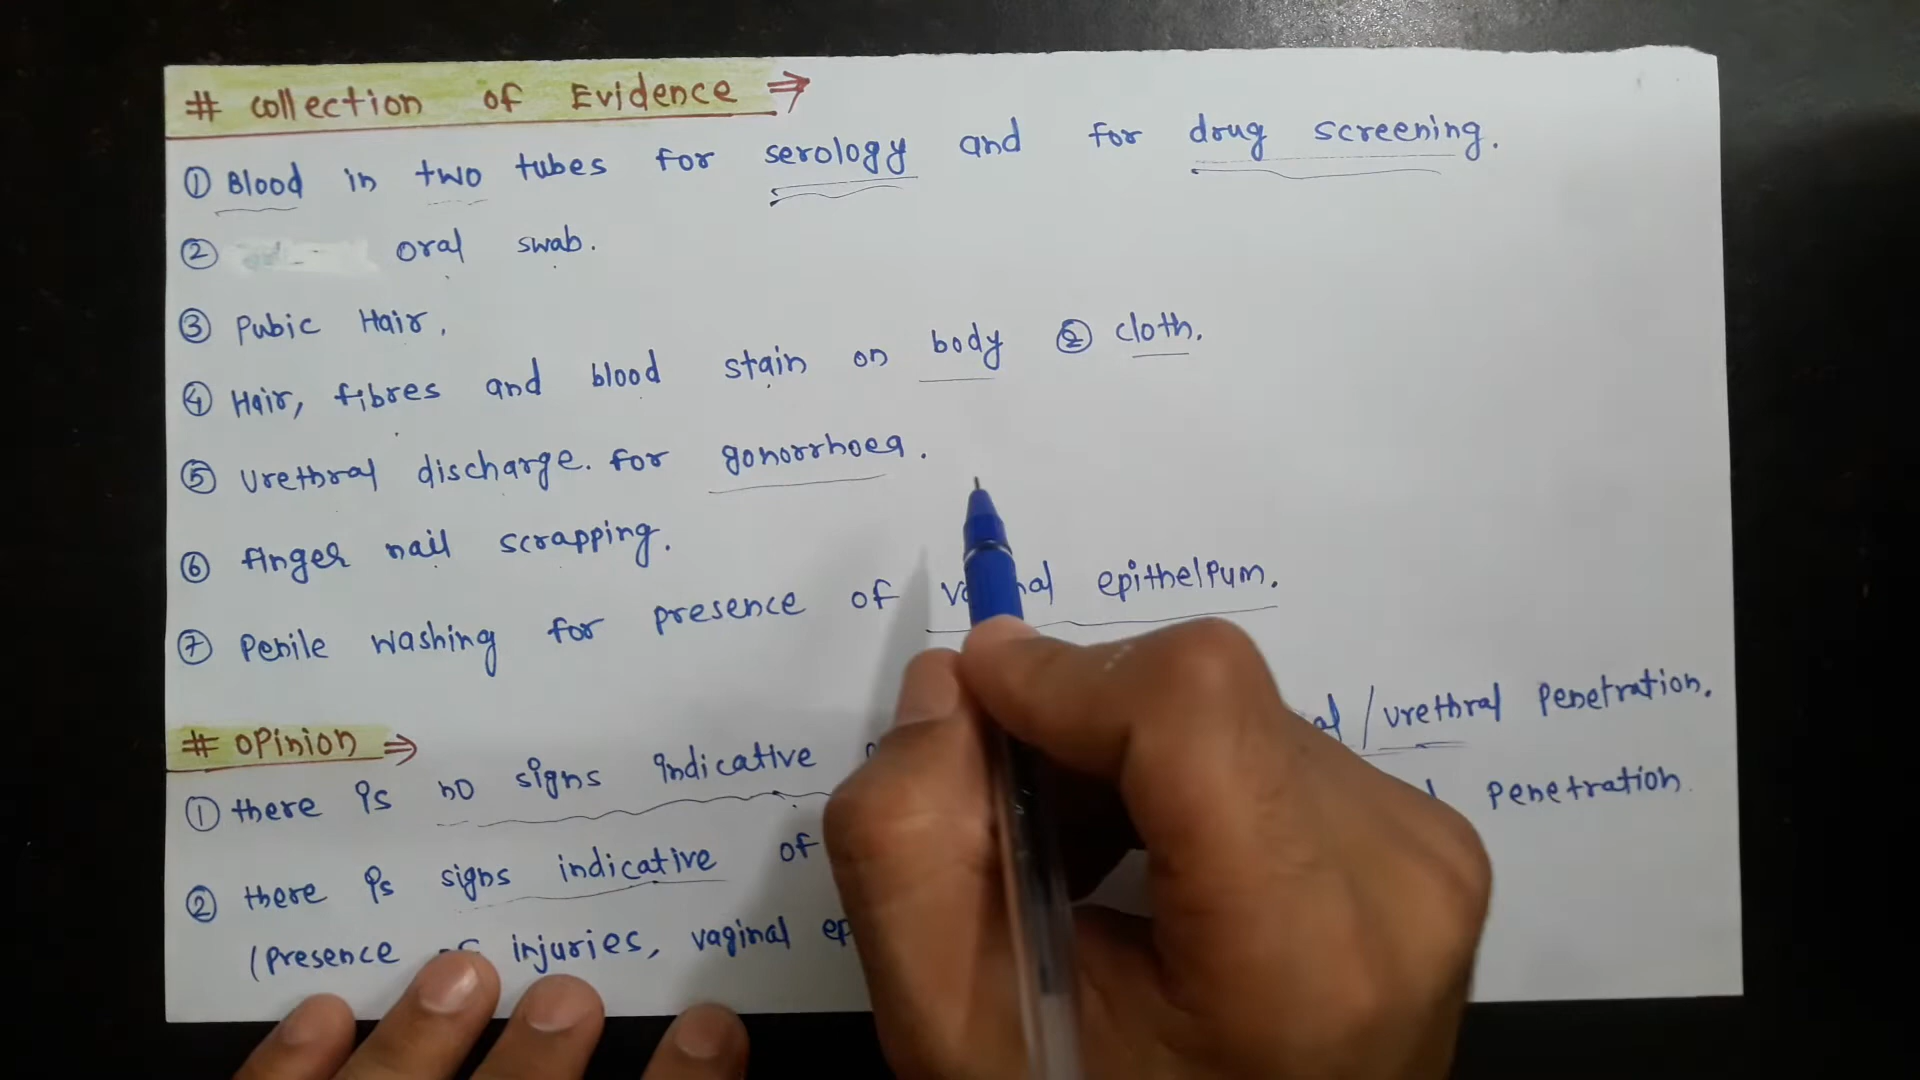 # Collection of Evidence ⇒
① Blood in two tubes for serology and for drug screening.
② oral swab.
③ Pubic Hair.
④ Hair, fibres and blood stain on body & cloth.
⑤ Urethral discharge. for gonorrhoea.
⑥ finger nail scrapping.
⑦ Penile washing for presence of epithelium.
# Opinion ⇒
① there is no signs indicative /urethral Penetration.
② there is signs indicative of Penetration.
(Presence injuries, vaginal